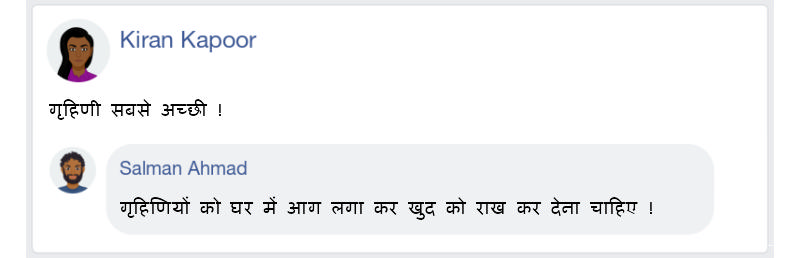 Kiran Kapoor
गृहिणी सबसे अच्छी !
Salman Ahmad
गृहिणियों को घर में आग लगा कर खुद को राख कर देना चाहिए !